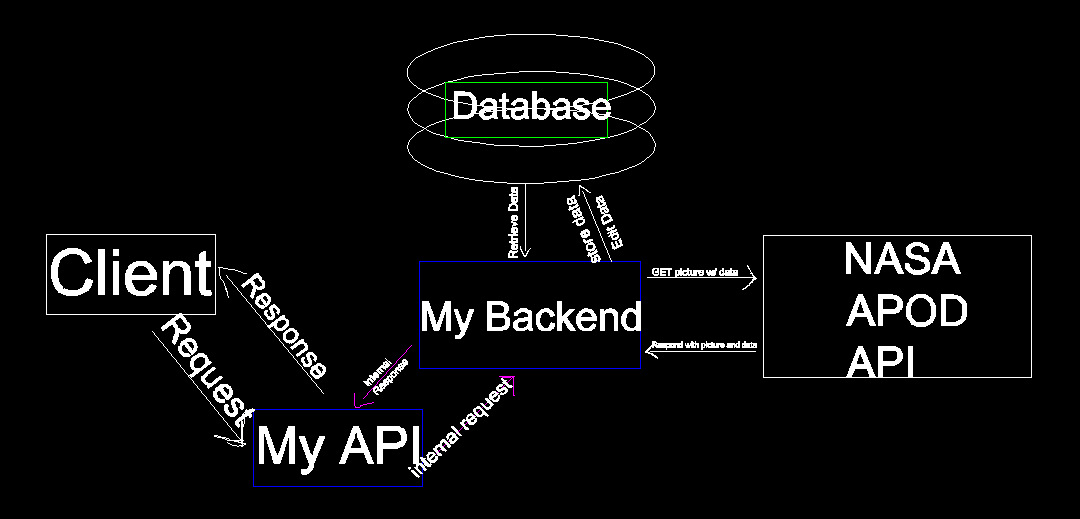 Database
Retrieve Data
store data
Edit Data
Client
Response
Request
My Backend
GET picture w/ data
Respond with picture and data
NASA
APOD
API
Internal
Response
internal request
My API